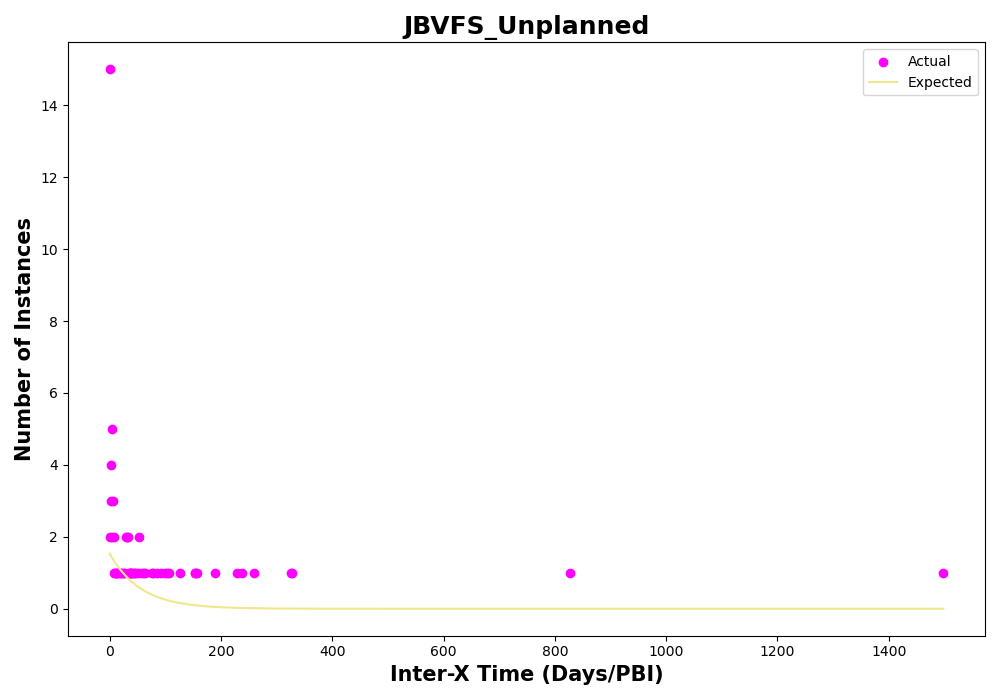 JBVFS_Unplanned
Actual
Expected
Number of Instances
14
12
10
8
6
4
2
0
0 200 400 600 800 1000 1200 1400
Inter-X Time (Days/PBI)